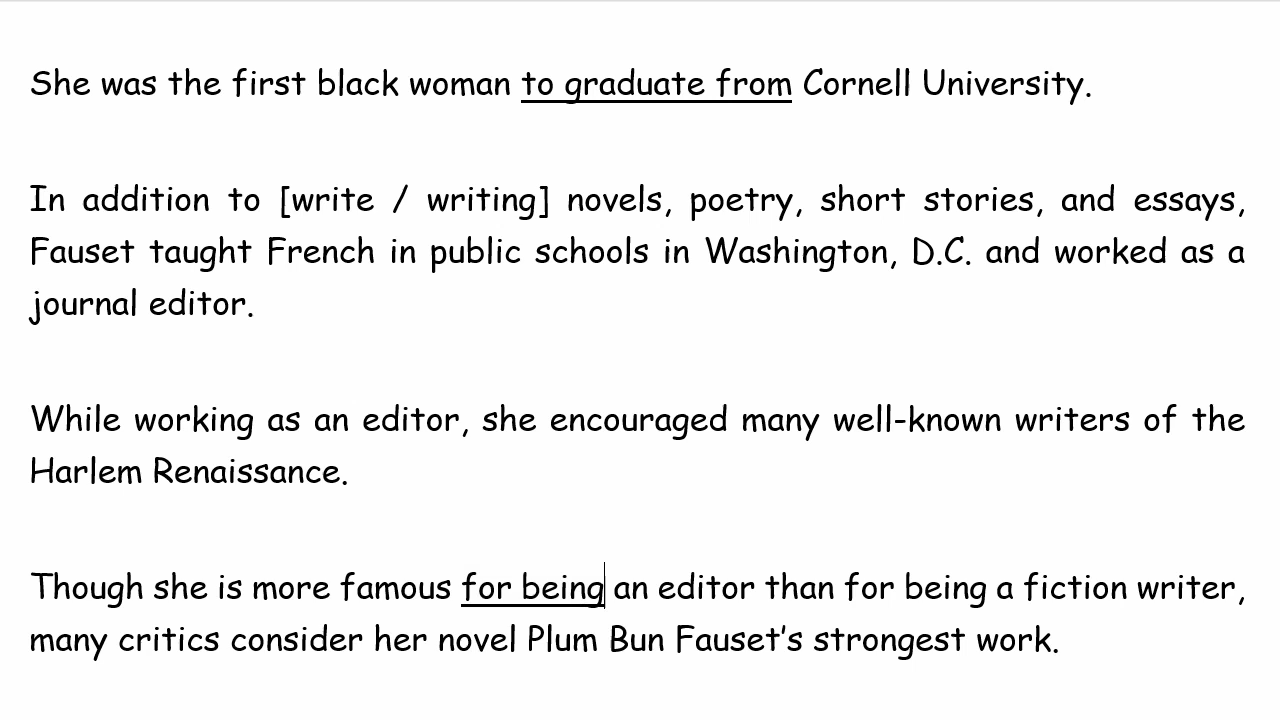 She was the first black woman to graduate from Cornell University.
In addition to [write / writing] novels, poetry, short stories, and essays,
Fauset taught French in public schools in Washington, D.C. and worked as a
journal editor.
While working as an editor, she encouraged many well-known writers of the
Harlem Renaissance.
Though she is more famous for being an editor than for being a fiction writer,
many critics consider her novel Plum Bun Fauset’s strongest work.